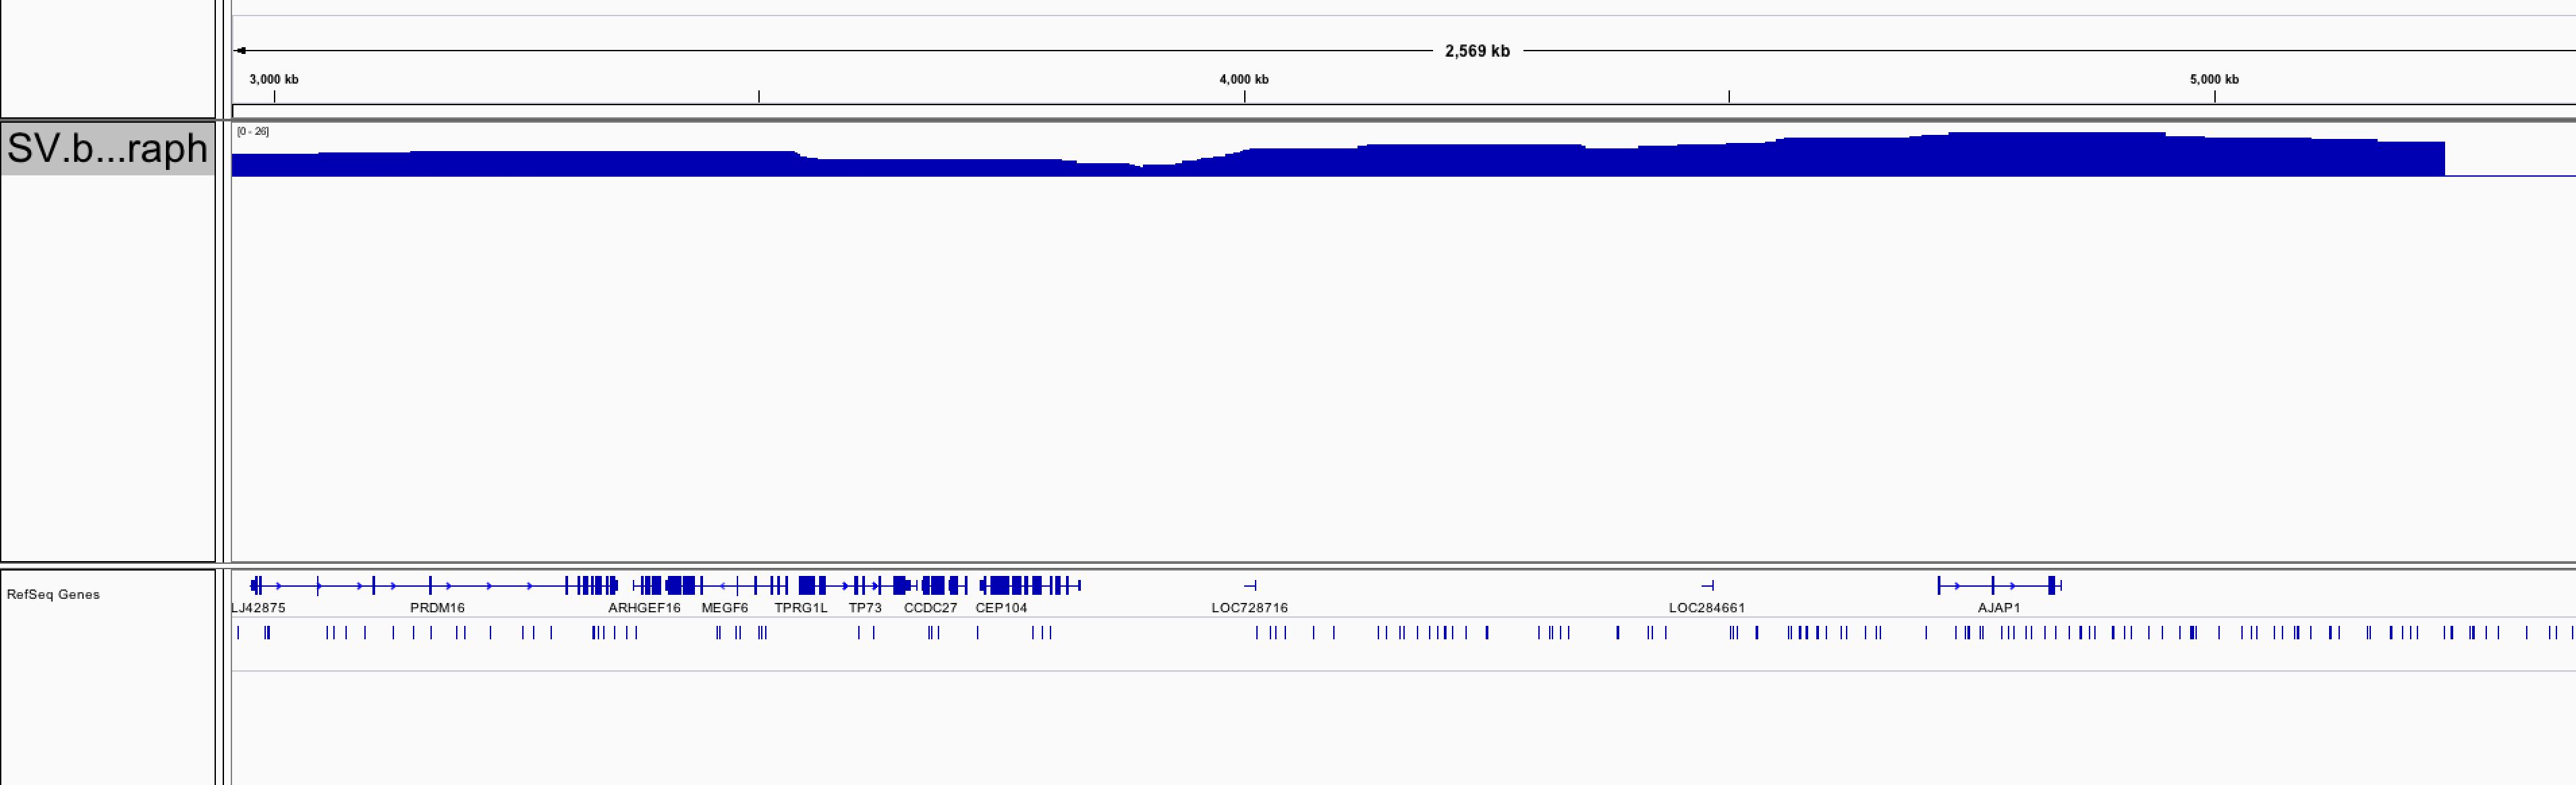 2,569 kb
3,000 kb 4,000 kb 5,000 kb
SV.b...raph
[0 - 26]
RefSeq Genes
LJ42875 PRDM16 ARHGEF16 MEGF6 TPRG1L TP73 CCDC27 CEP104 LOC728716 LOC284661 AJAP1